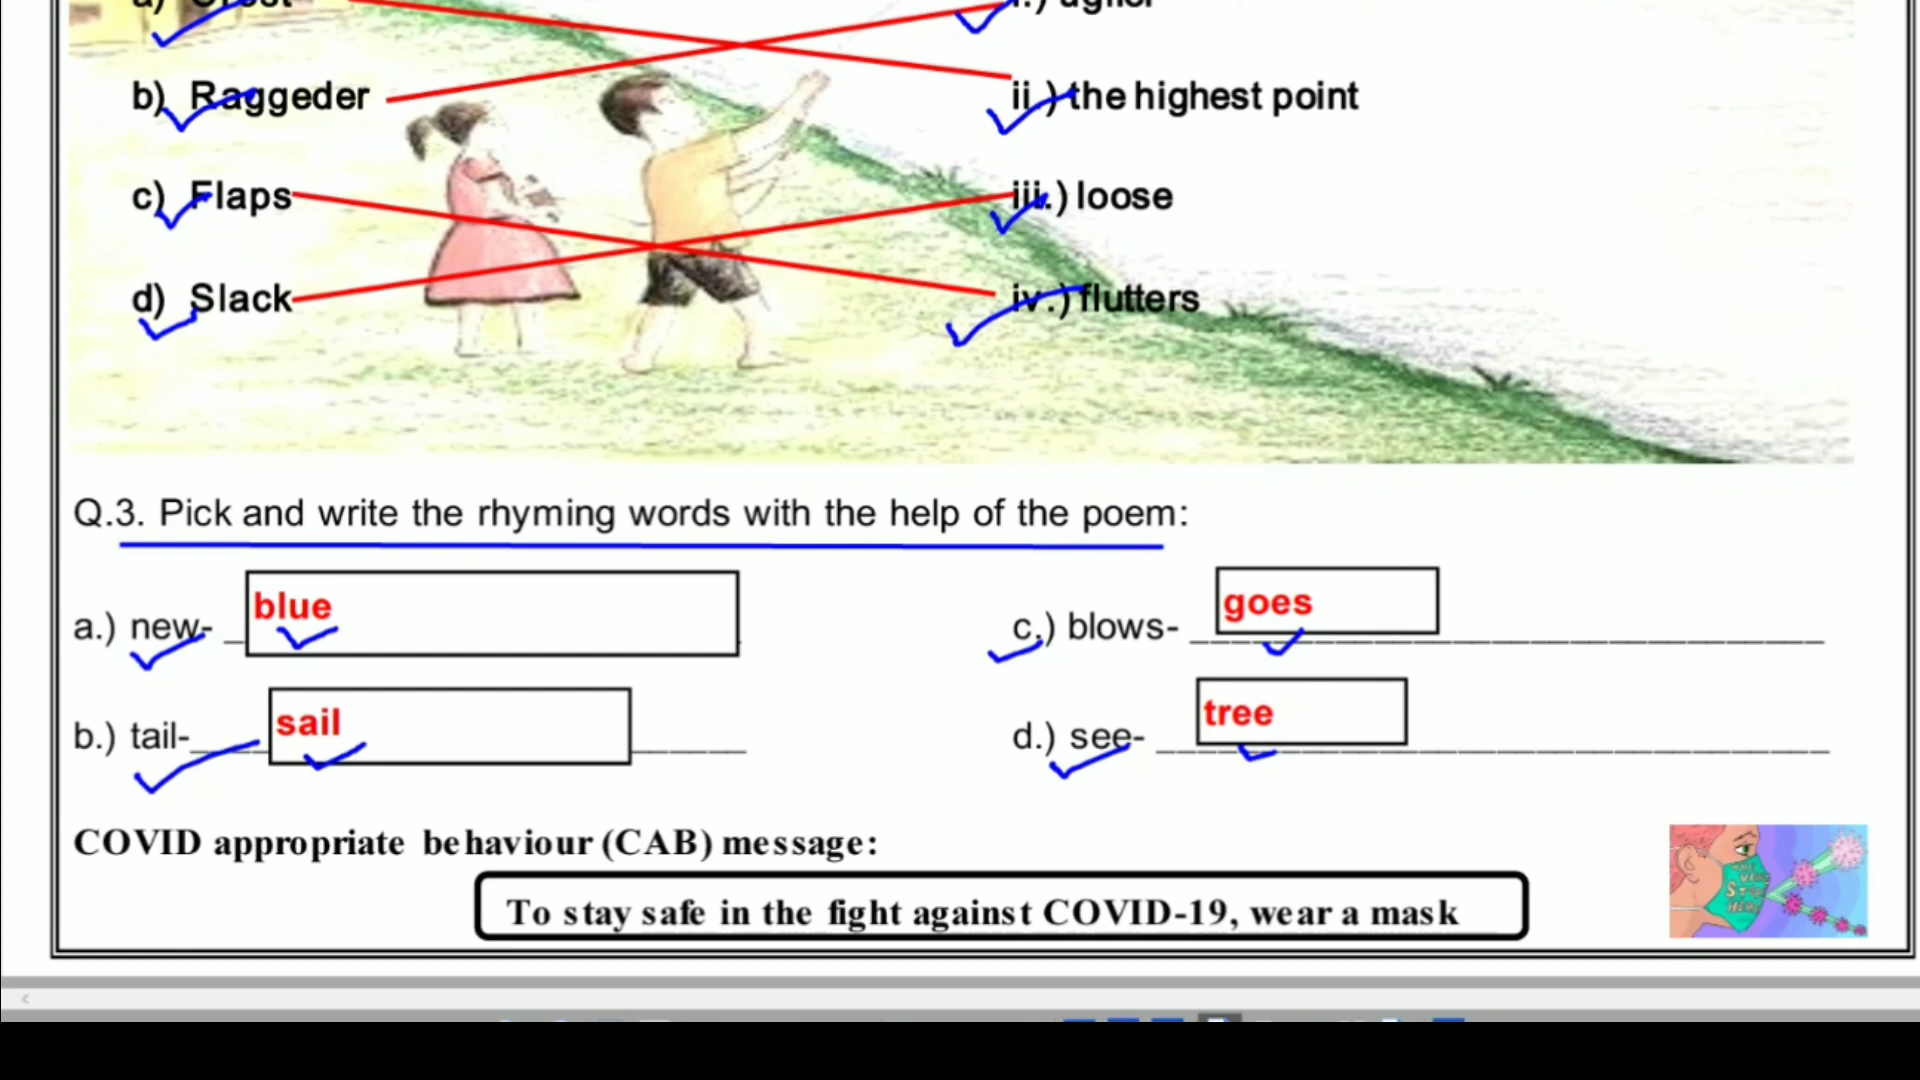 b) Raggeder
ii.) the highest point
c) Flaps
iii.) loose
d) Slack
iv.) flutters
Q.3. Pick and write the rhyming words with the help of the poem:
a.) new- blue
c.) blows- goes
b.) tail- sail
d.) see- tree
COVID appropriate behaviour (CAB) message:
To stay safe in the fight against COVID-19, wear a mask